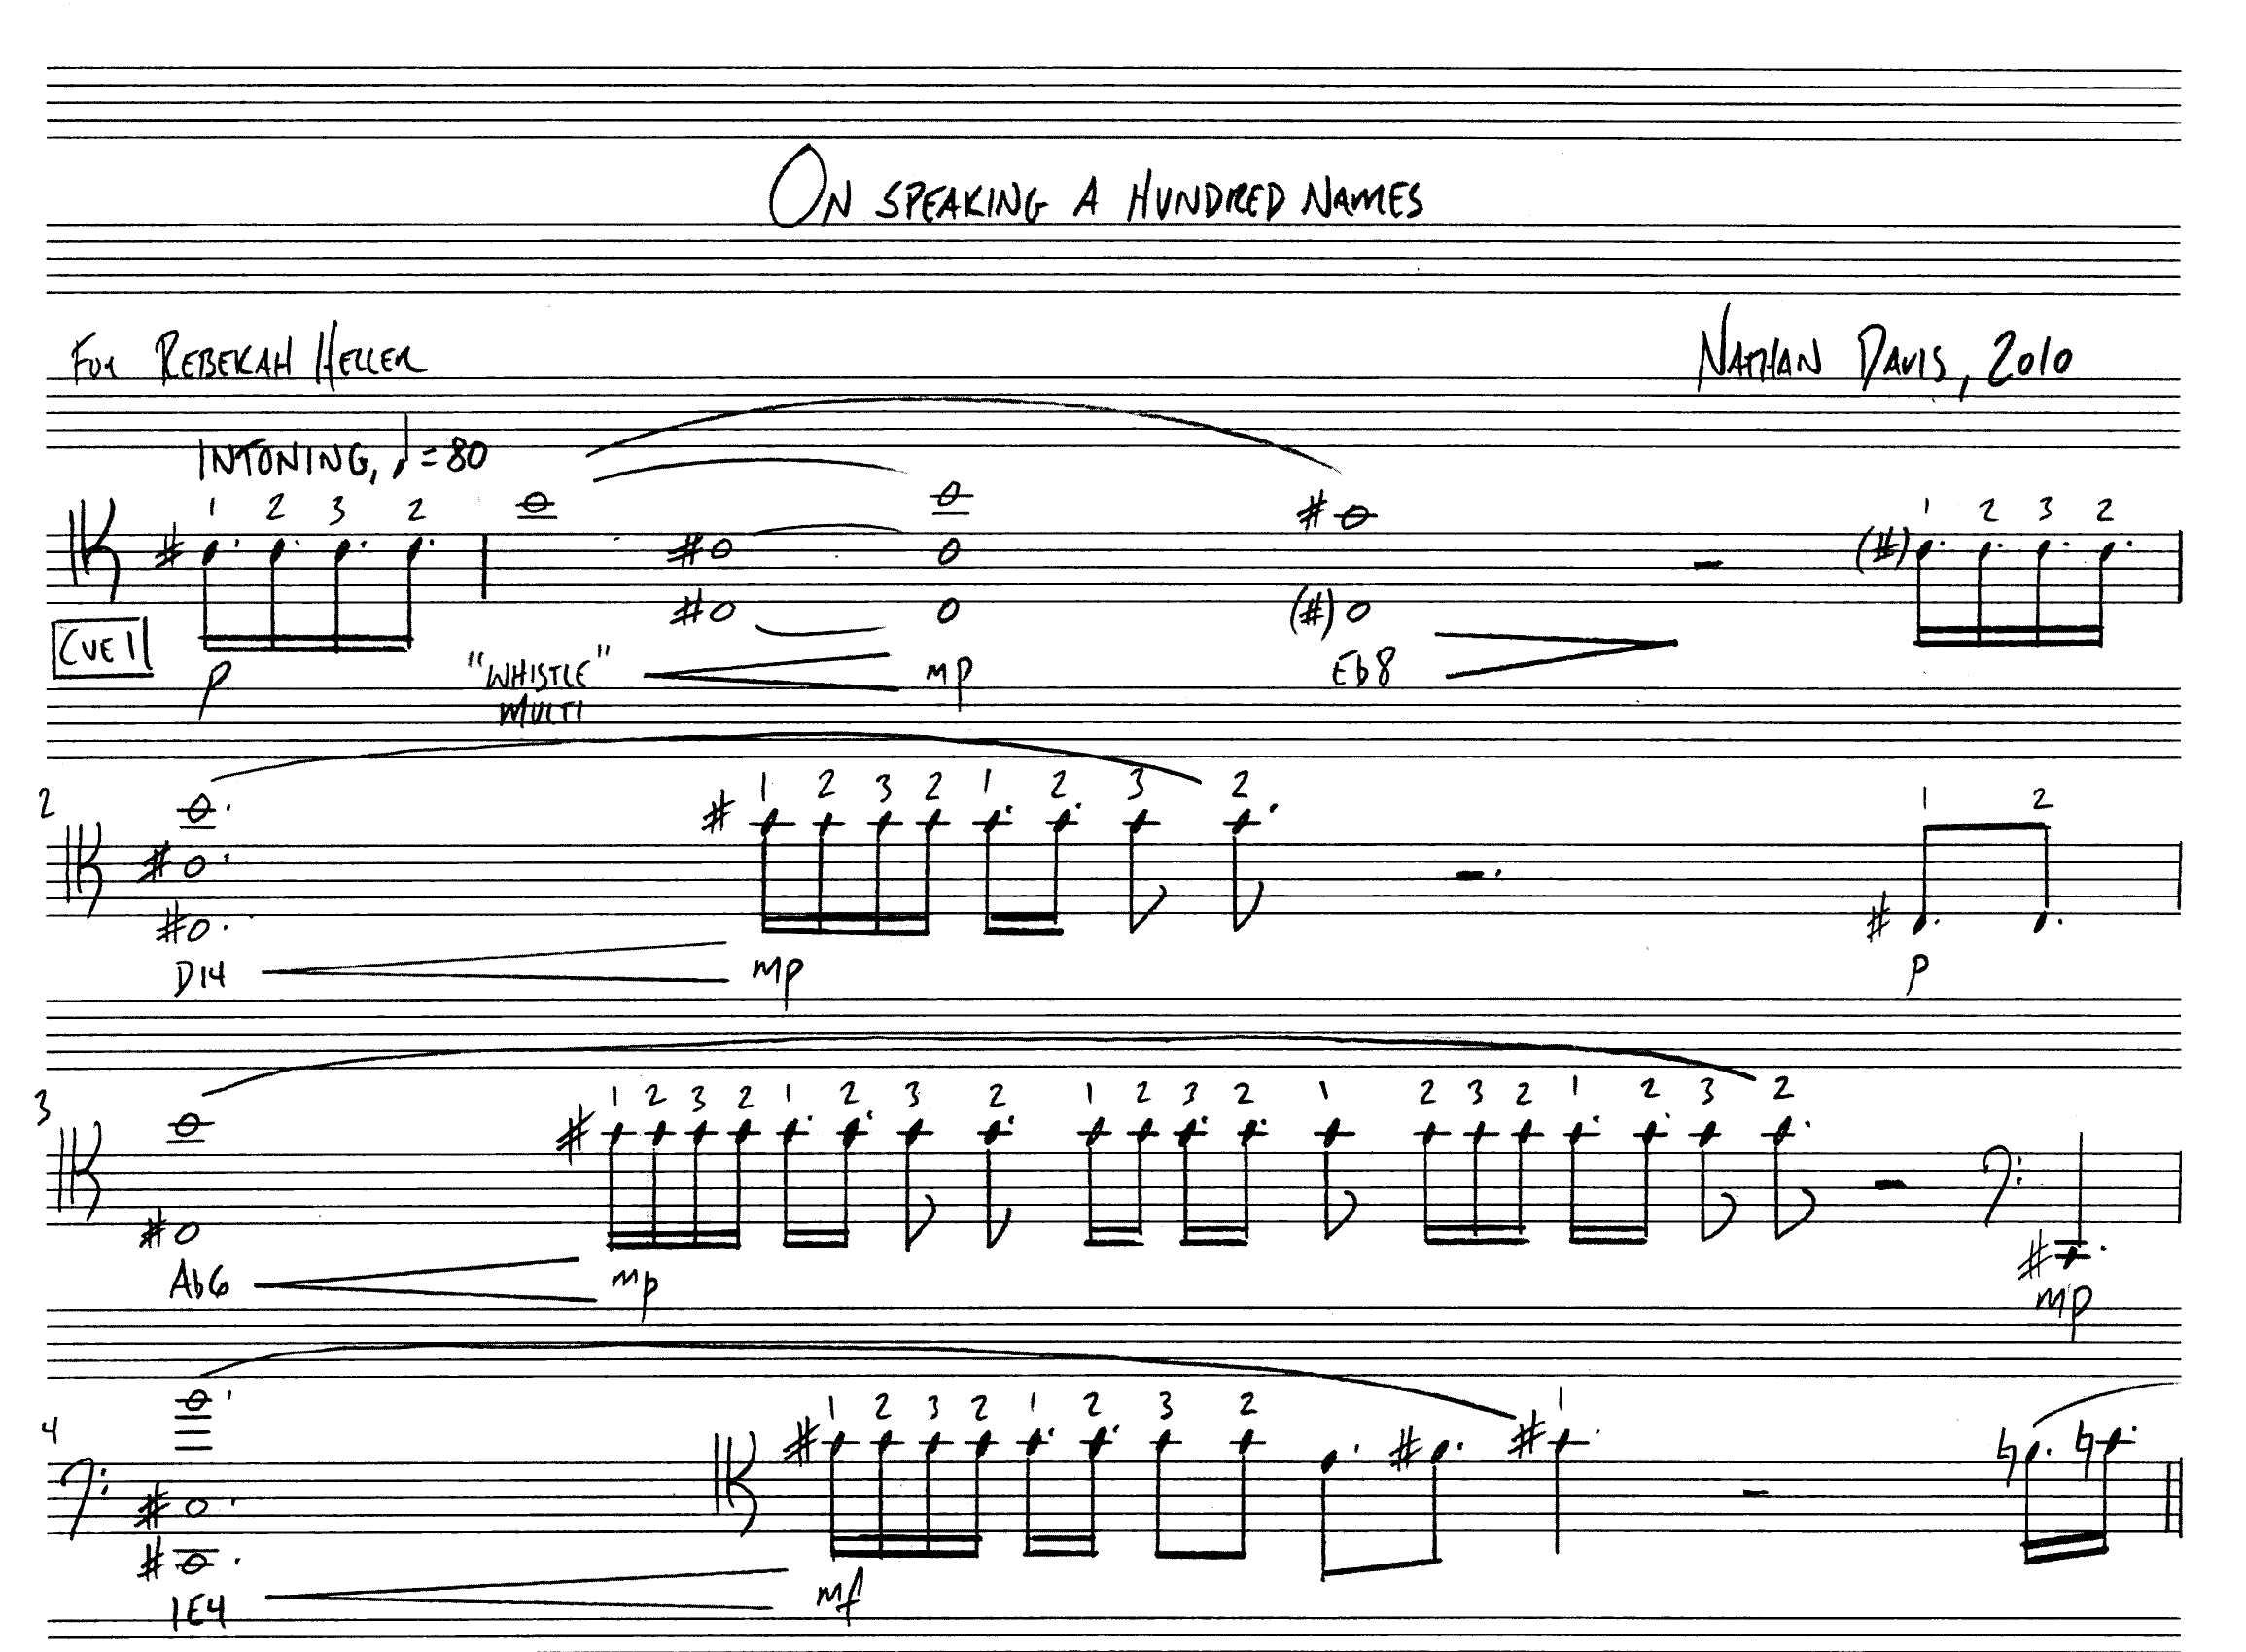 ON SPEAKING A HUNDRED NAMES
FOR REBEKAH HELLER
NATHAN DAVIS, 2010
INTONING, ♩=80
1 2 3 2 1 2 3 2
CUE 1
p "WHISTLE" mp Eb8
MULTI
2 1 2 3 2 1 2 3 2 1 2
D14 mp p
3 1 2 3 2 1 2 3 2 1 2 3 2 1 2 3 2 1 2 3 2
Ab6 mp mp
4 1 2 3 2 1 2 3 2 1
1E4 mf